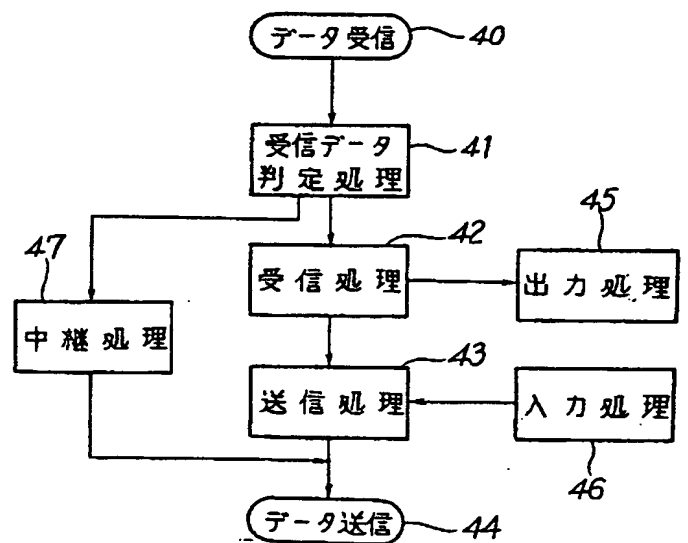 データ受信
40
受信データ
判定処理
41
42
45
47
受信処理
出力処理
中継処理
43
送信処理
入力処理
46
データ送信
44